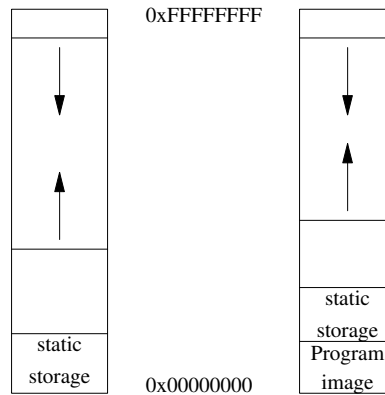 0xFFFFFFFF
static
storage
0x00000000
static
storage
Program
image